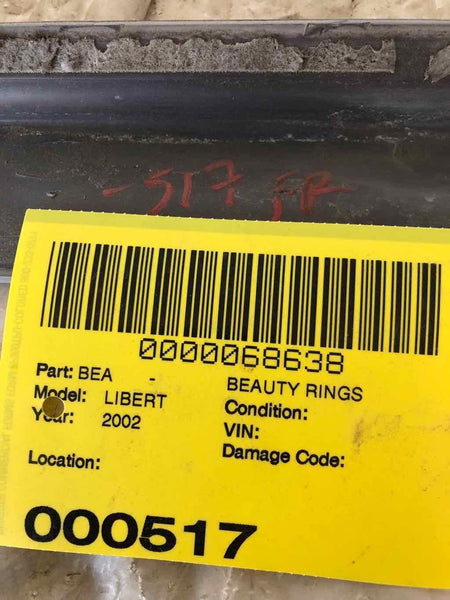 -517 FR
0000068638
Part: BEA - BEAUTY RINGS
Model: LIBERT Condition:
Year: 2002 VIN:
Location: Damage Code:
000517